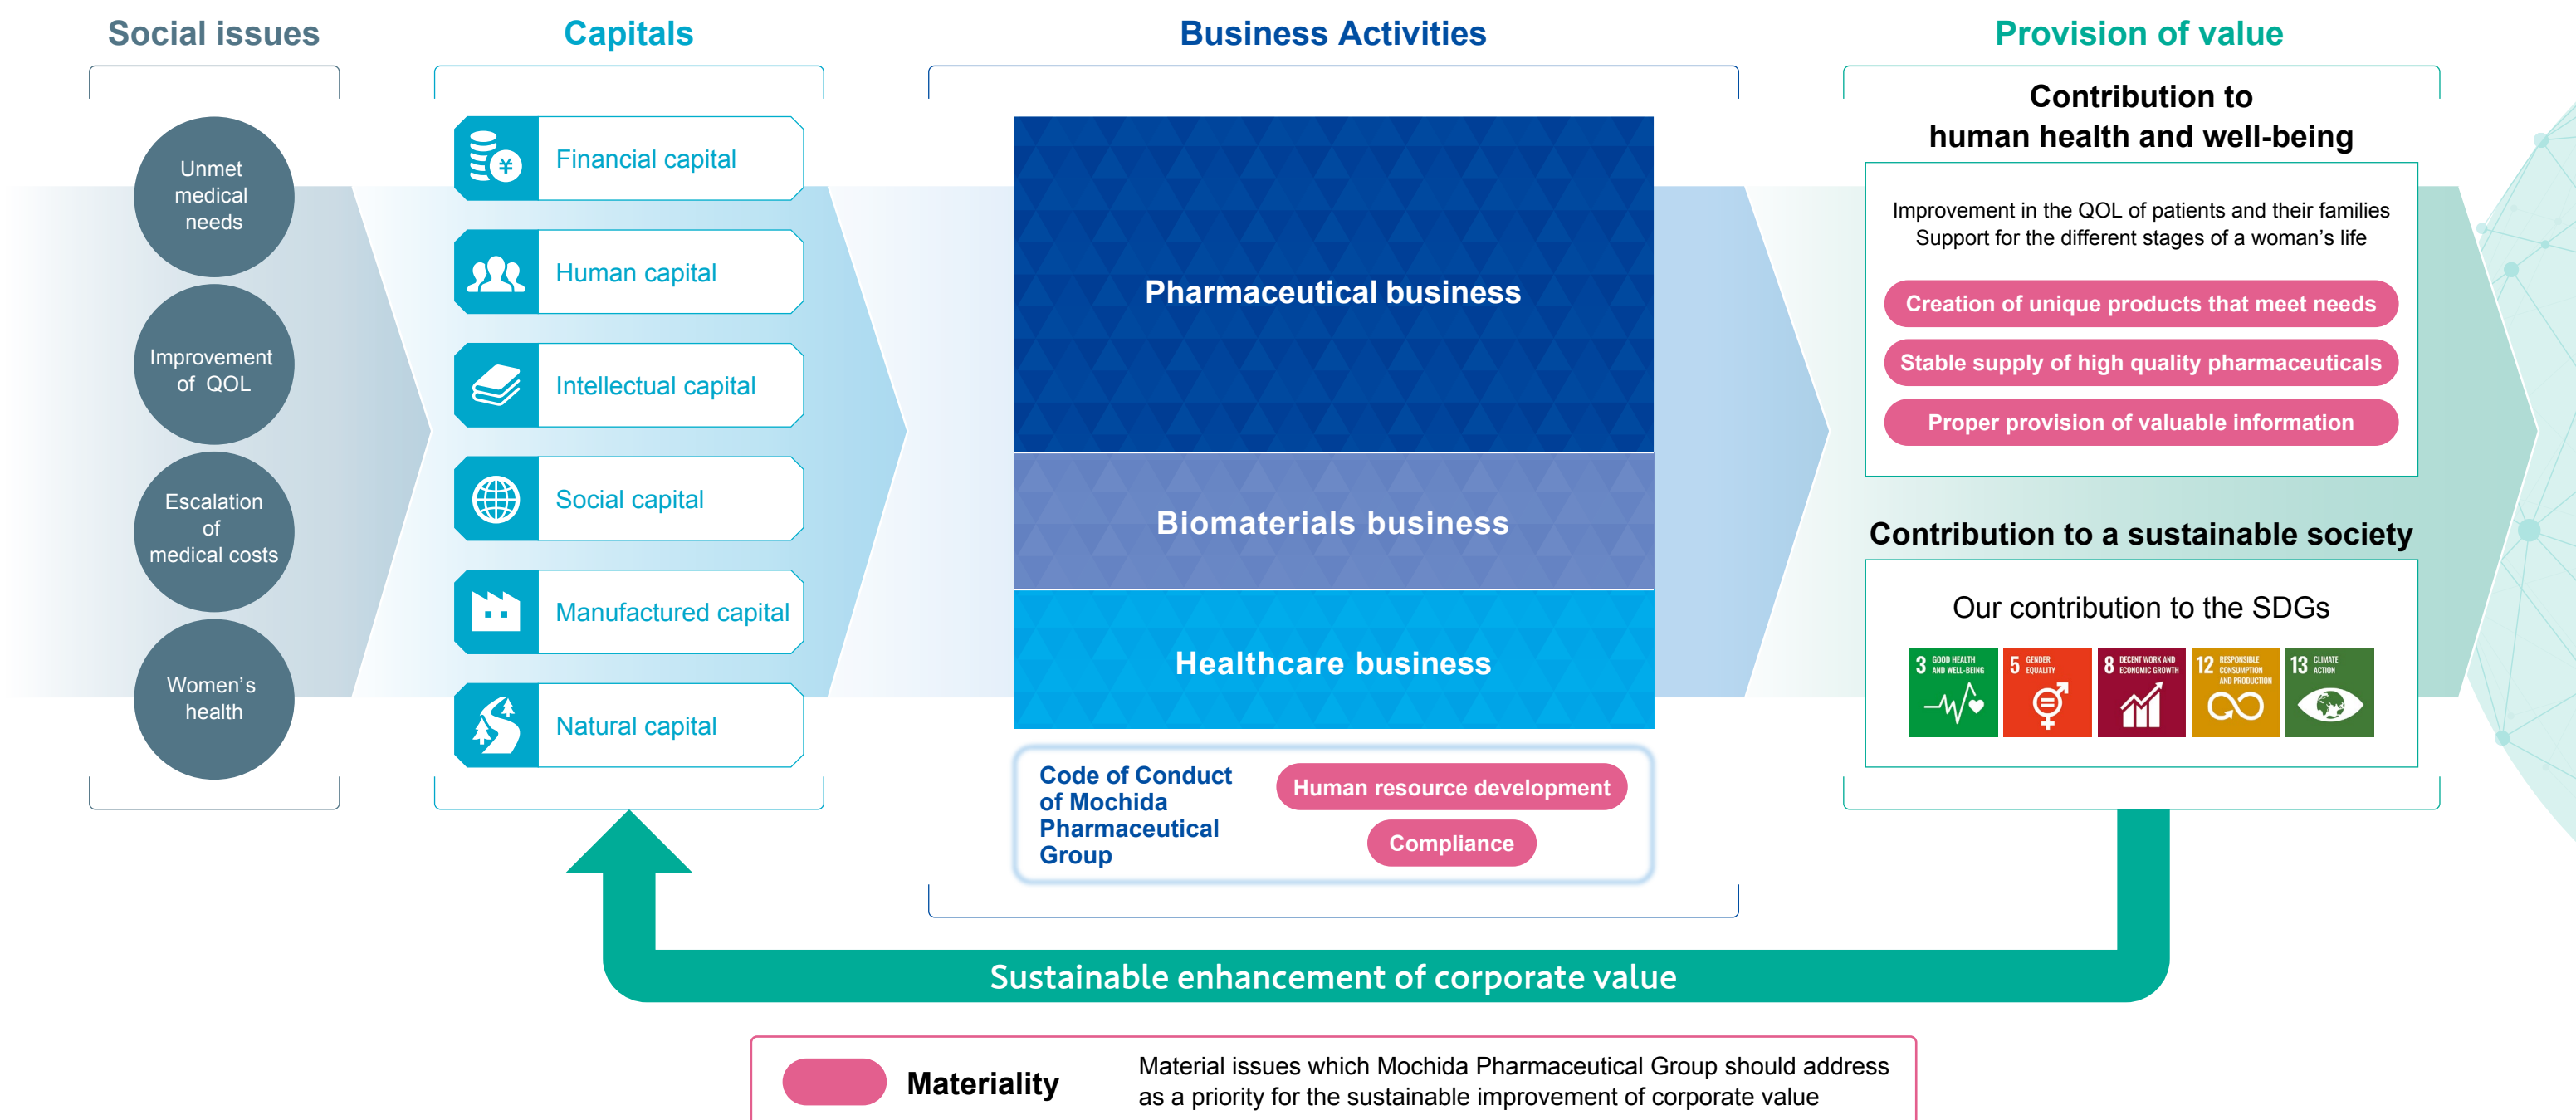 Social issues
Unmet
medical
needs
Improvement
of QOL
Escalation
of
medical costs
Women's
health
Capitals
Financial capital
¥
Human capital
Intellectual capital
Social capital
Manufactured capital
Natural capital
Business Activities
Pharmaceutical business
Biomaterials business
Healthcare business
Code of Conduct
of Mochida
Pharmaceutical
Group
Human resource development
Compliance
Provision of value
Contribution to
human health and well-being
Improvement in the QOL of patients and their families
Support for the different stages of a woman's life
Creation of unique products that meet needs
Stable supply of high quality pharmaceuticals
Proper provision of valuable information
Contribution to a sustainable society
Our contribution to the SDGs
3 GOOD HEALTH
AND WELL-BEING
5 GENDER
EQUALITY
8 DECENT WORK AND
ECONOMIC GROWTH
12 RESPONSIBLE
CONSUMPTION
AND PRODUCTION
13 CLIMATE
ACTION
Sustainable enhancement of corporate value
Materiality
Material issues which Mochida Pharmaceutical Group should address
as a priority for the sustainable improvement of corporate value